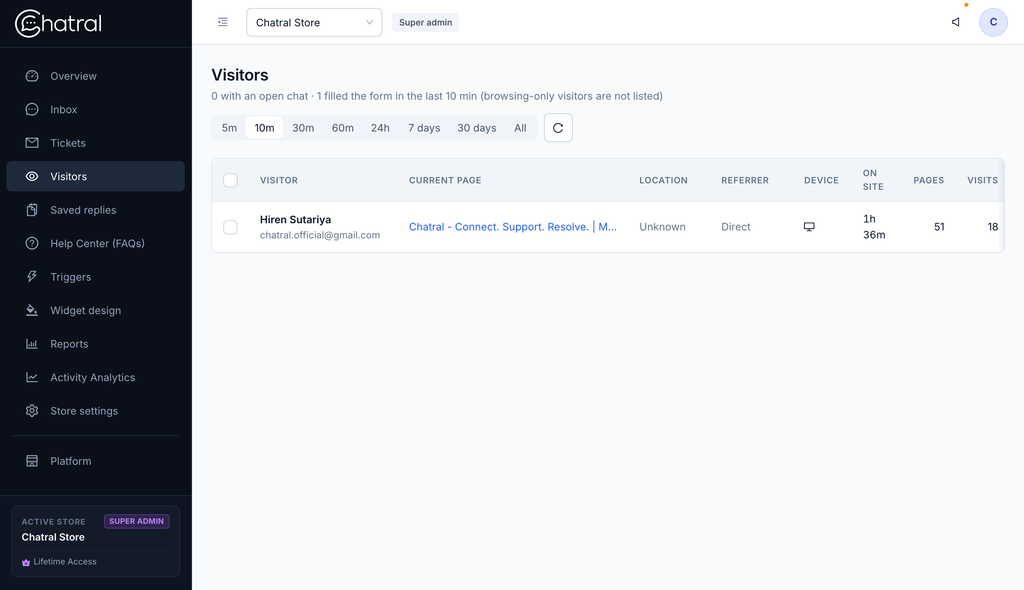 Chatral
Overview
Inbox
Tickets
Visitors
Saved replies
Help Center (FAQs)
Triggers
Widget design
Reports
Activity Analytics
Store settings
Platform
ACTIVE STORE SUPER ADMIN
Chatral Store
Lifetime Access
Chatral Store Super admin C
Visitors
0 with an open chat · 1 filled the form in the last 10 min (browsing-only visitors are not listed)
5m 10m 30m 60m 24h 7 days 30 days All
VISITOR CURRENT PAGE LOCATION REFERRER DEVICE ON SITE PAGES VISITS
Hiren Sutariya Chatral - Connect. Support. Resolve. | M... Unknown Direct 1h 36m 51 18
chatral.official@gmail.com